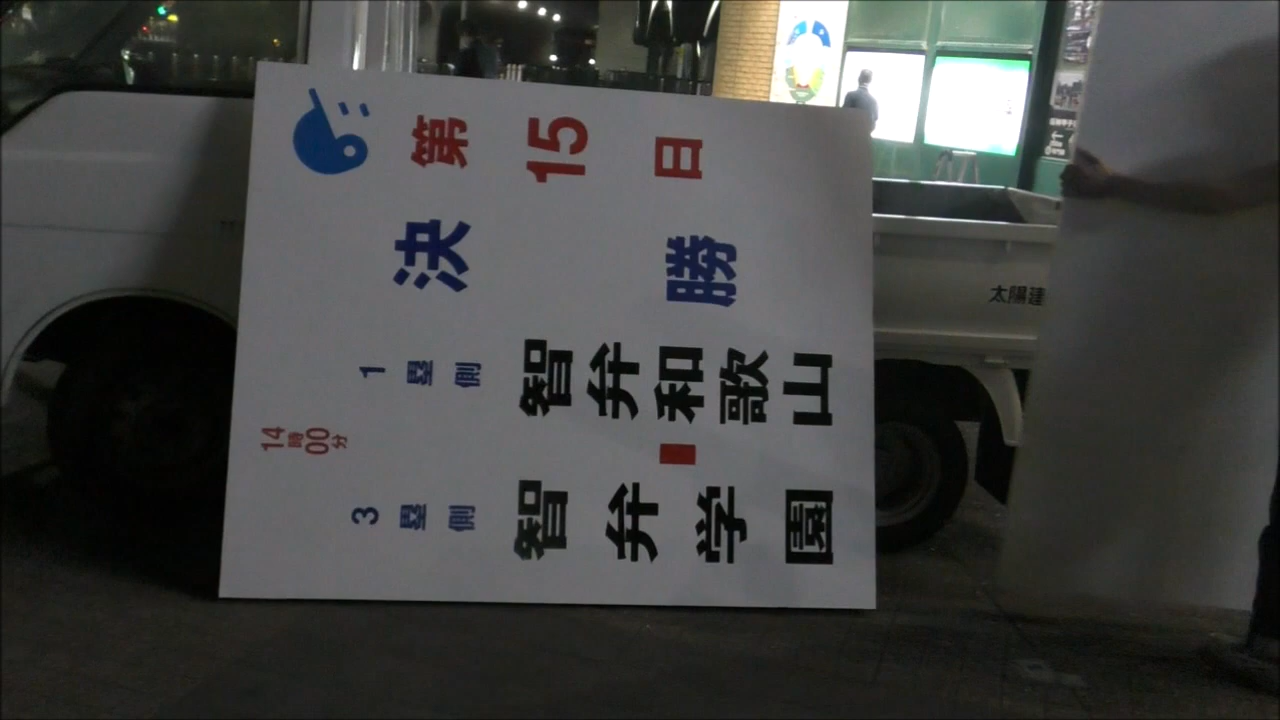 第15日
決勝
14時00分
1塁側 智弁和歌山
3塁側 智弁学園
太陽建